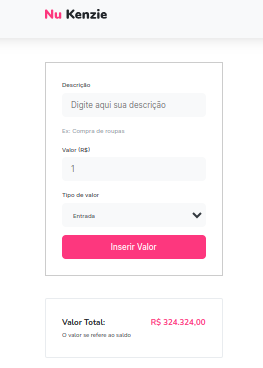 Nu Kenzie
Descrição
Digite aqui sua descrição
Ex: Compra de roupas
Valor (R$)
1
Tipo de valor
Entrada
Inserir Valor
Valor Total: R$ 324.324,00
O valor se refere ao saldo